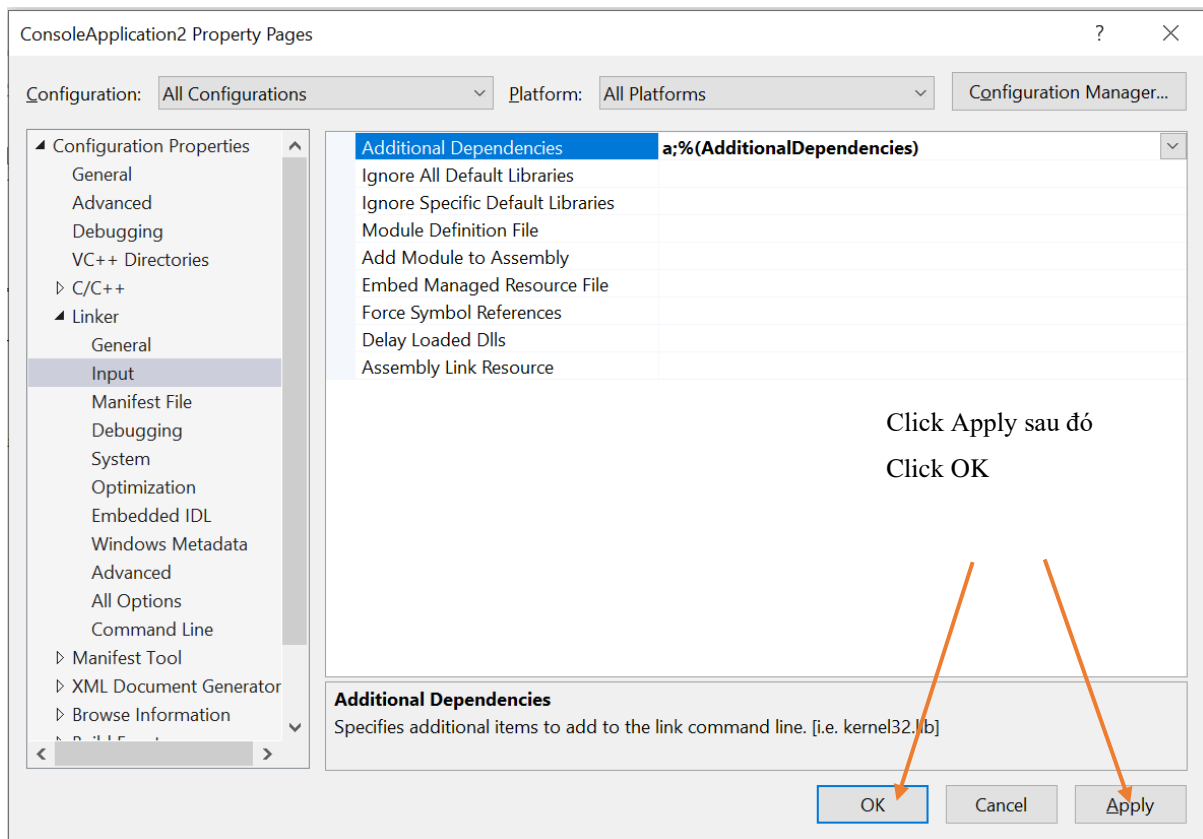 ConsoleApplication2 Property Pages
Configuration: All Configurations Platform: All Platforms Configuration Manager...
Configuration Properties
General
Advanced
Debugging
VC++ Directories
C/C++
Linker
General
Input
Manifest File
Debugging
System
Optimization
Embedded IDL
Windows Metadata
Advanced
All Options
Command Line
Manifest Tool
XML Document Generator
Browse Information
Additional Dependencies a;%(AdditionalDependencies)
Ignore All Default Libraries
Ignore Specific Default Libraries
Module Definition File
Add Module to Assembly
Embed Managed Resource File
Force Symbol References
Delay Loaded Dlls
Assembly Link Resource
Click Apply sau đó
Click OK
Additional Dependencies
Specifies additional items to add to the link command line. [i.e. kernel32.lib]
OK Cancel Apply